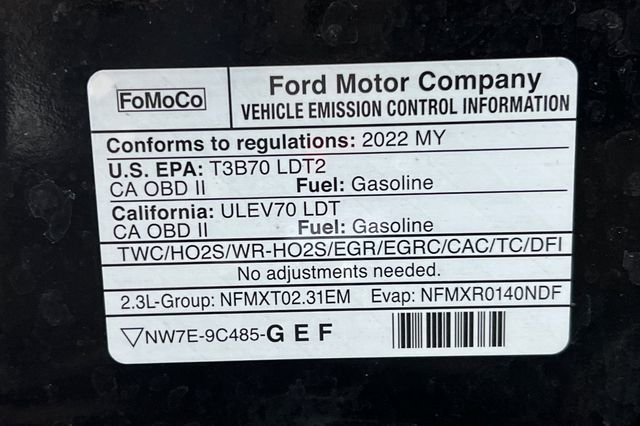 FoMoCo
Ford Motor Company
VEHICLE EMISSION CONTROL INFORMATION
Conforms to regulations: 2022 MY
U.S. EPA: T3B70 LDT2
CA OBD II Fuel: Gasoline
California: ULEV70 LDT
CA OBD II Fuel: Gasoline
TWC/HO2S/WR-HO2S/EGR/EGRC/CAC/TC/DFI
No adjustments needed.
2.3L-Group: NFMXT02.31EM Evap: NFMXR0140NDF
NW7E-9C485-G E F